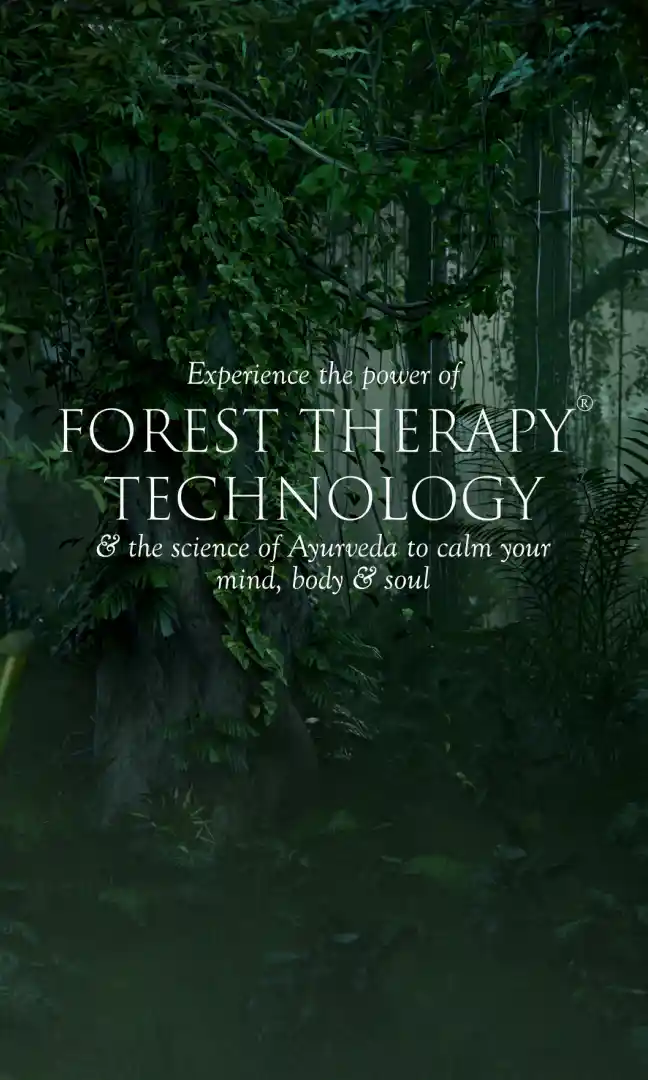 Experience the power of
FOREST THERAPY®
TECHNOLOGY
& the science of Ayurveda to calm your
mind, body & soul